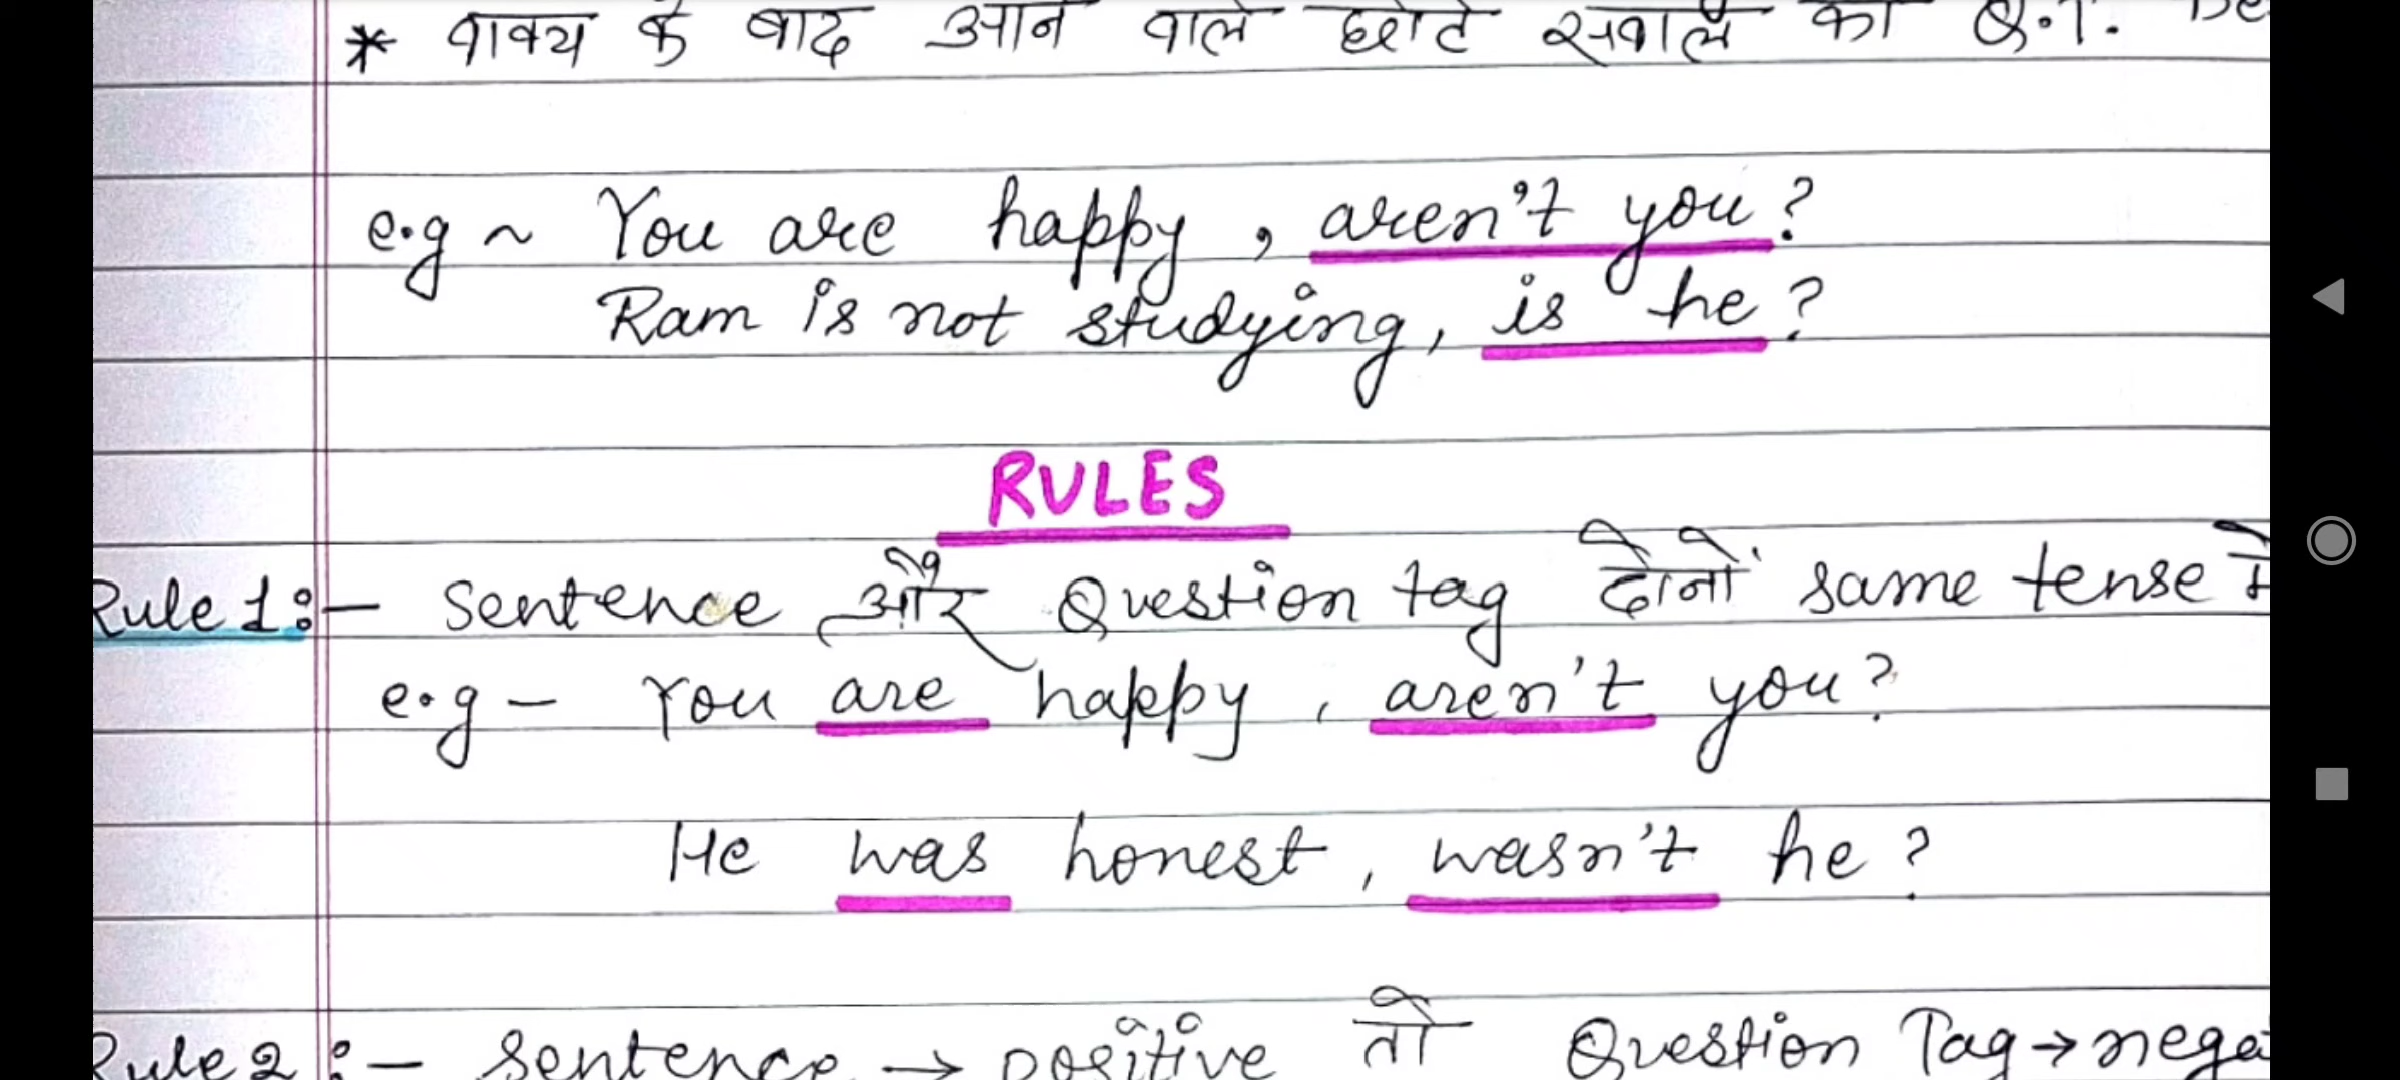 * वाक्य के बाद आने वाले छोटे सवाल को Q.T.
e.g ~ You are happy, aren't you?
Ram is not studying, is he?
RULES
Rule 1:- Sentence और Question tag दोनों same tense में
e.g - You are happy, aren't you?
He was honest, wasn't he?
Rule 2:- Sentence → positive तो Question Tag →